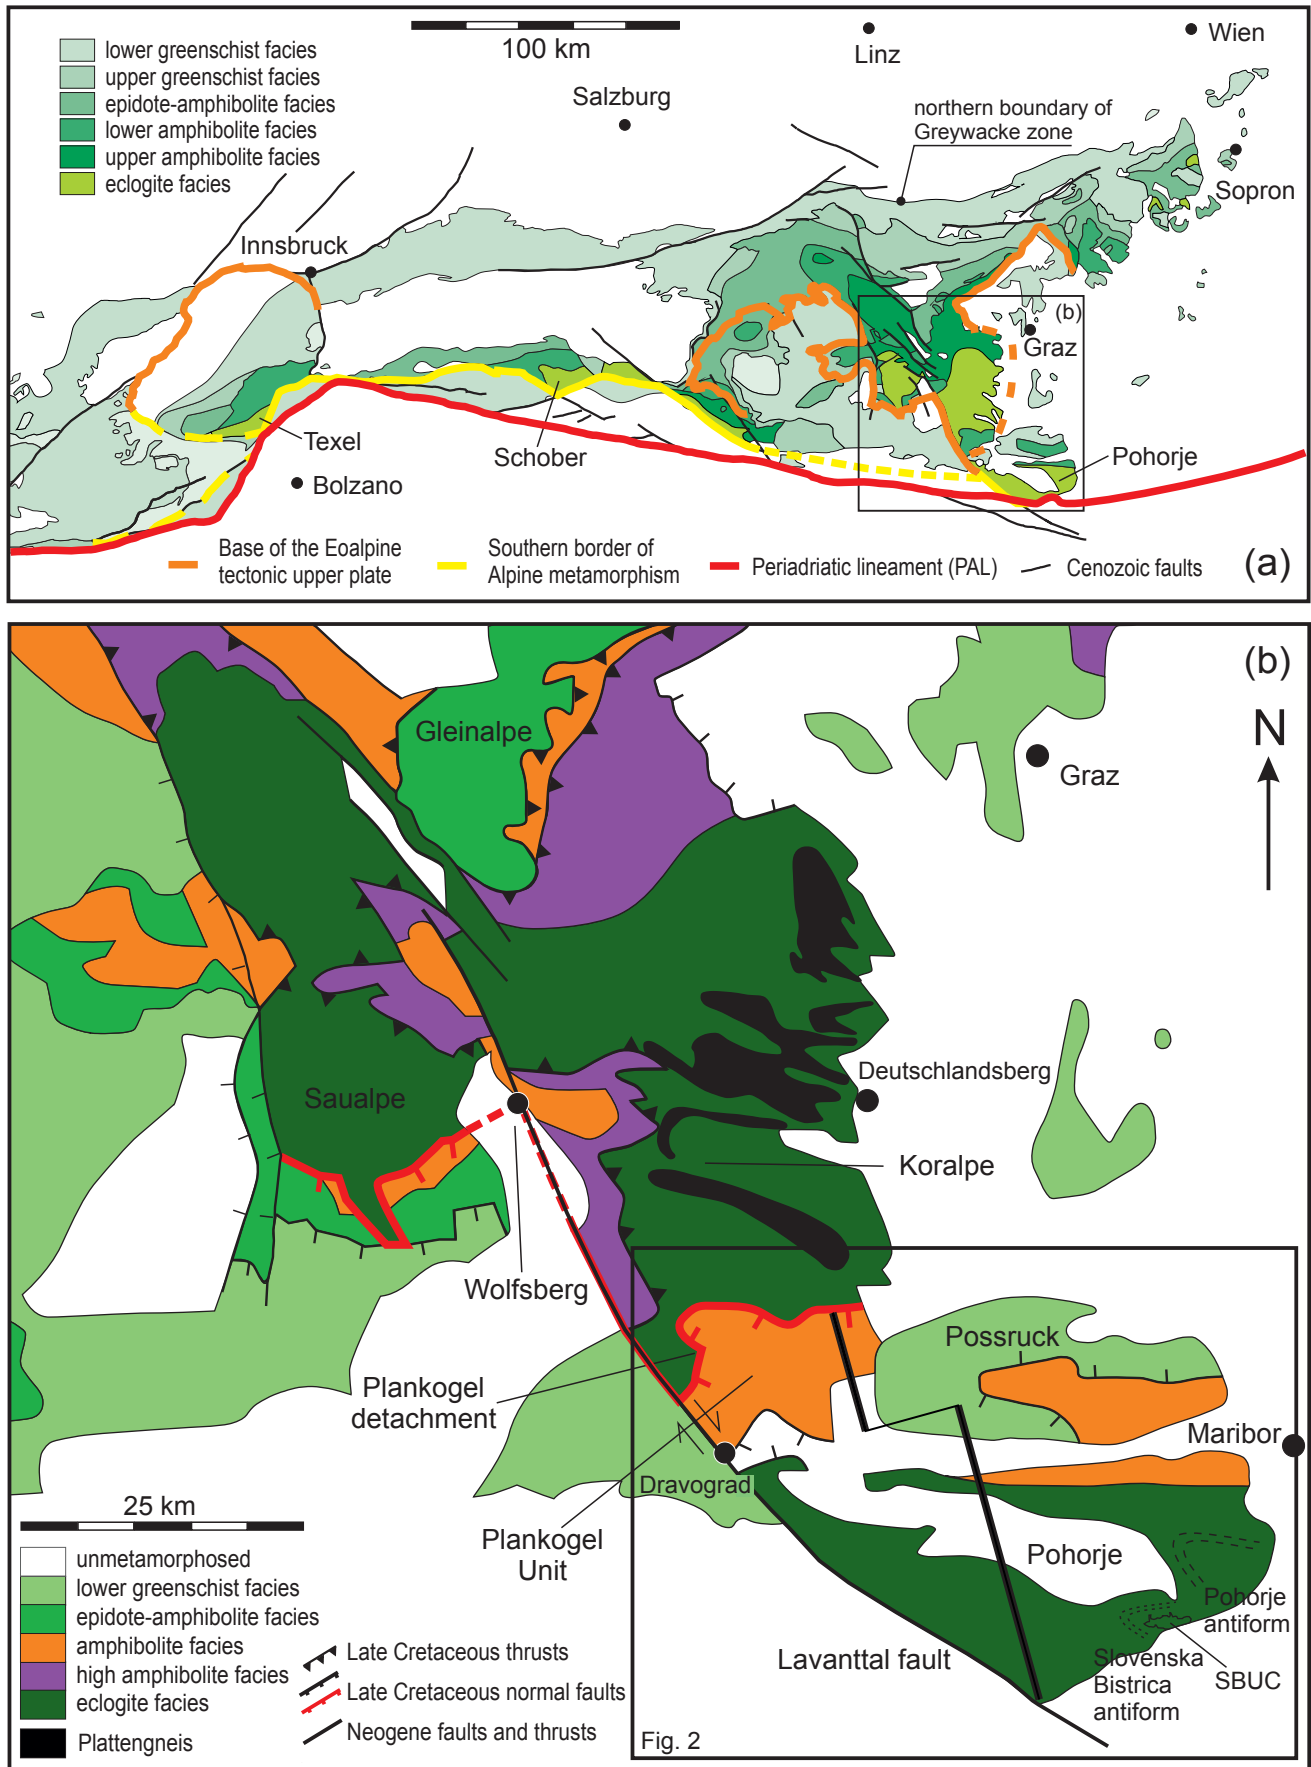 lower greenschist facies
upper greenschist facies
epidote-amphibolite facies
lower amphibolite facies
upper amphibolite facies
eclogite facies
100 km
Linz
Wien
Salzburg
northern boundary of
Greywacke zone
Sopron
Innsbruck
(b)
Graz
Texel
Schober
Pohorje
Bolzano
Base of the Eoalpine
tectonic upper plate
Southern border of
Alpine metamorphism
Periadriatic lineament (PAL)
Cenozoic faults
(a)
(b)
N
Gleinalpe
Graz
Saualpe
Deutschlandsberg
Koralpe
Wolfsberg
Plankogel
detachment
Possruck
Maribor
Dravograd
Plankogel
Unit
Pohorje
Pohorje
antiform
Slovenska
Bistrica
antiform
SBUC
Lavanttal fault
Fig. 2
25 km
unmetamorphosed
lower greenschist facies
epidote-amphibolite facies
amphibolite facies
high amphibolite facies
eclogite facies
Plattengneis
Late Cretaceous thrusts
Late Cretaceous normal faults
Neogene faults and thrusts